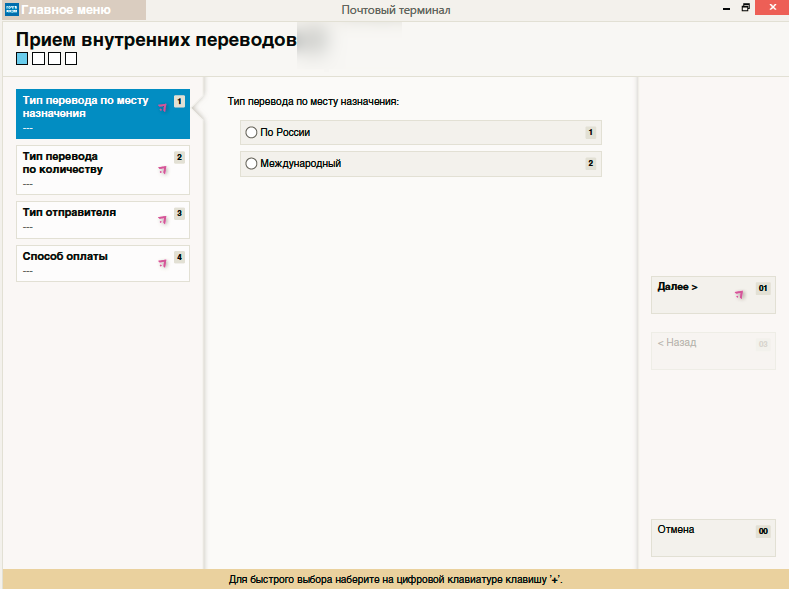 Главное меню
Почтовый терминал
Прием внутренних переводов
Тип перевода по месту
назначения
1
---
Тип перевода
по количеству
2
---
Тип отправителя
3
---
Способ оплаты
4
---
Тип перевода по месту назначения:
По России
1
Международный
2
Далее >
01
< Назад
Отмена
00
Для быстрого выбора наберите на цифровой клавиатуре клавишу '+'.